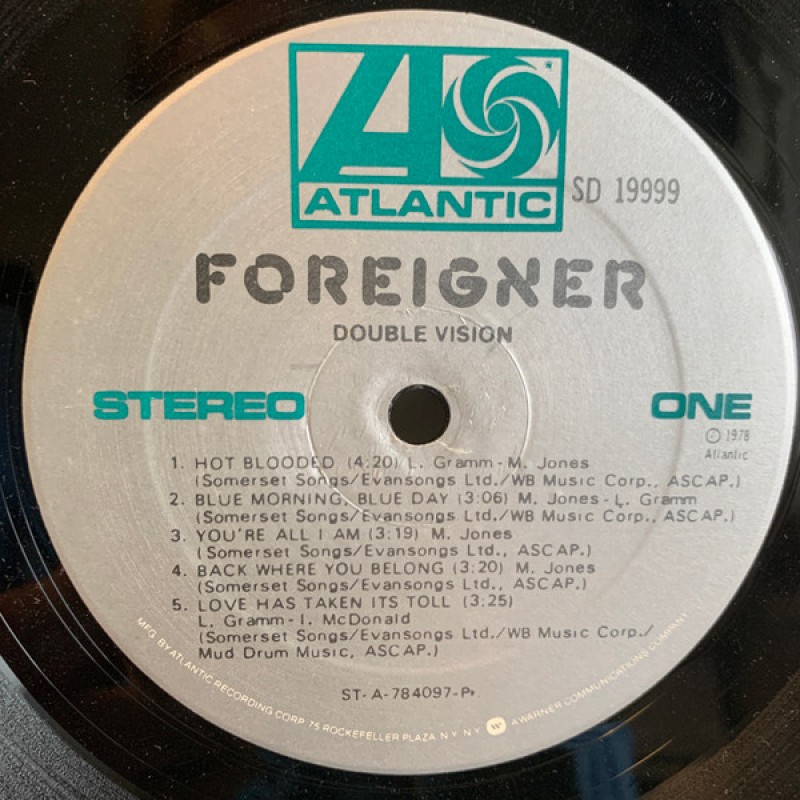 ATLANTIC
SD 19999
FOREIGNER
DOUBLE VISION
STEREO
ONE
Ⓟ 1978
Atlantic
1. HOT BLOODED (4:20) L. Gramm - M. Jones
(Somerset Songs/Evansongs Ltd./WB Music Corp., ASCAP.)
2. BLUE MORNING, BLUE DAY (3:06) M. Jones - L. Gramm
(Somerset Songs/Evansongs Ltd./WB Music Corp., ASCAP.)
3. YOU'RE ALL I AM (3:19) M. Jones
(Somerset Songs/Evansongs Ltd., ASCAP.)
4. BACK WHERE YOU BELONG (3:20) M. Jones
(Somerset Songs/Evansongs Ltd., ASCAP.)
5. LOVE HAS TAKEN ITS TOLL (3:25)
L. Gramm - I. McDonald
(Somerset Songs/Evansongs Ltd./WB Music Corp./
Mud Drum Music, ASCAP.)
ST-A-784097-P
MFG. BY ATLANTIC RECORDING CORP. 75 ROCKEFELLER PLAZA. N.Y. N.Y. A WARNER COMMUNICATIONS COMPANY